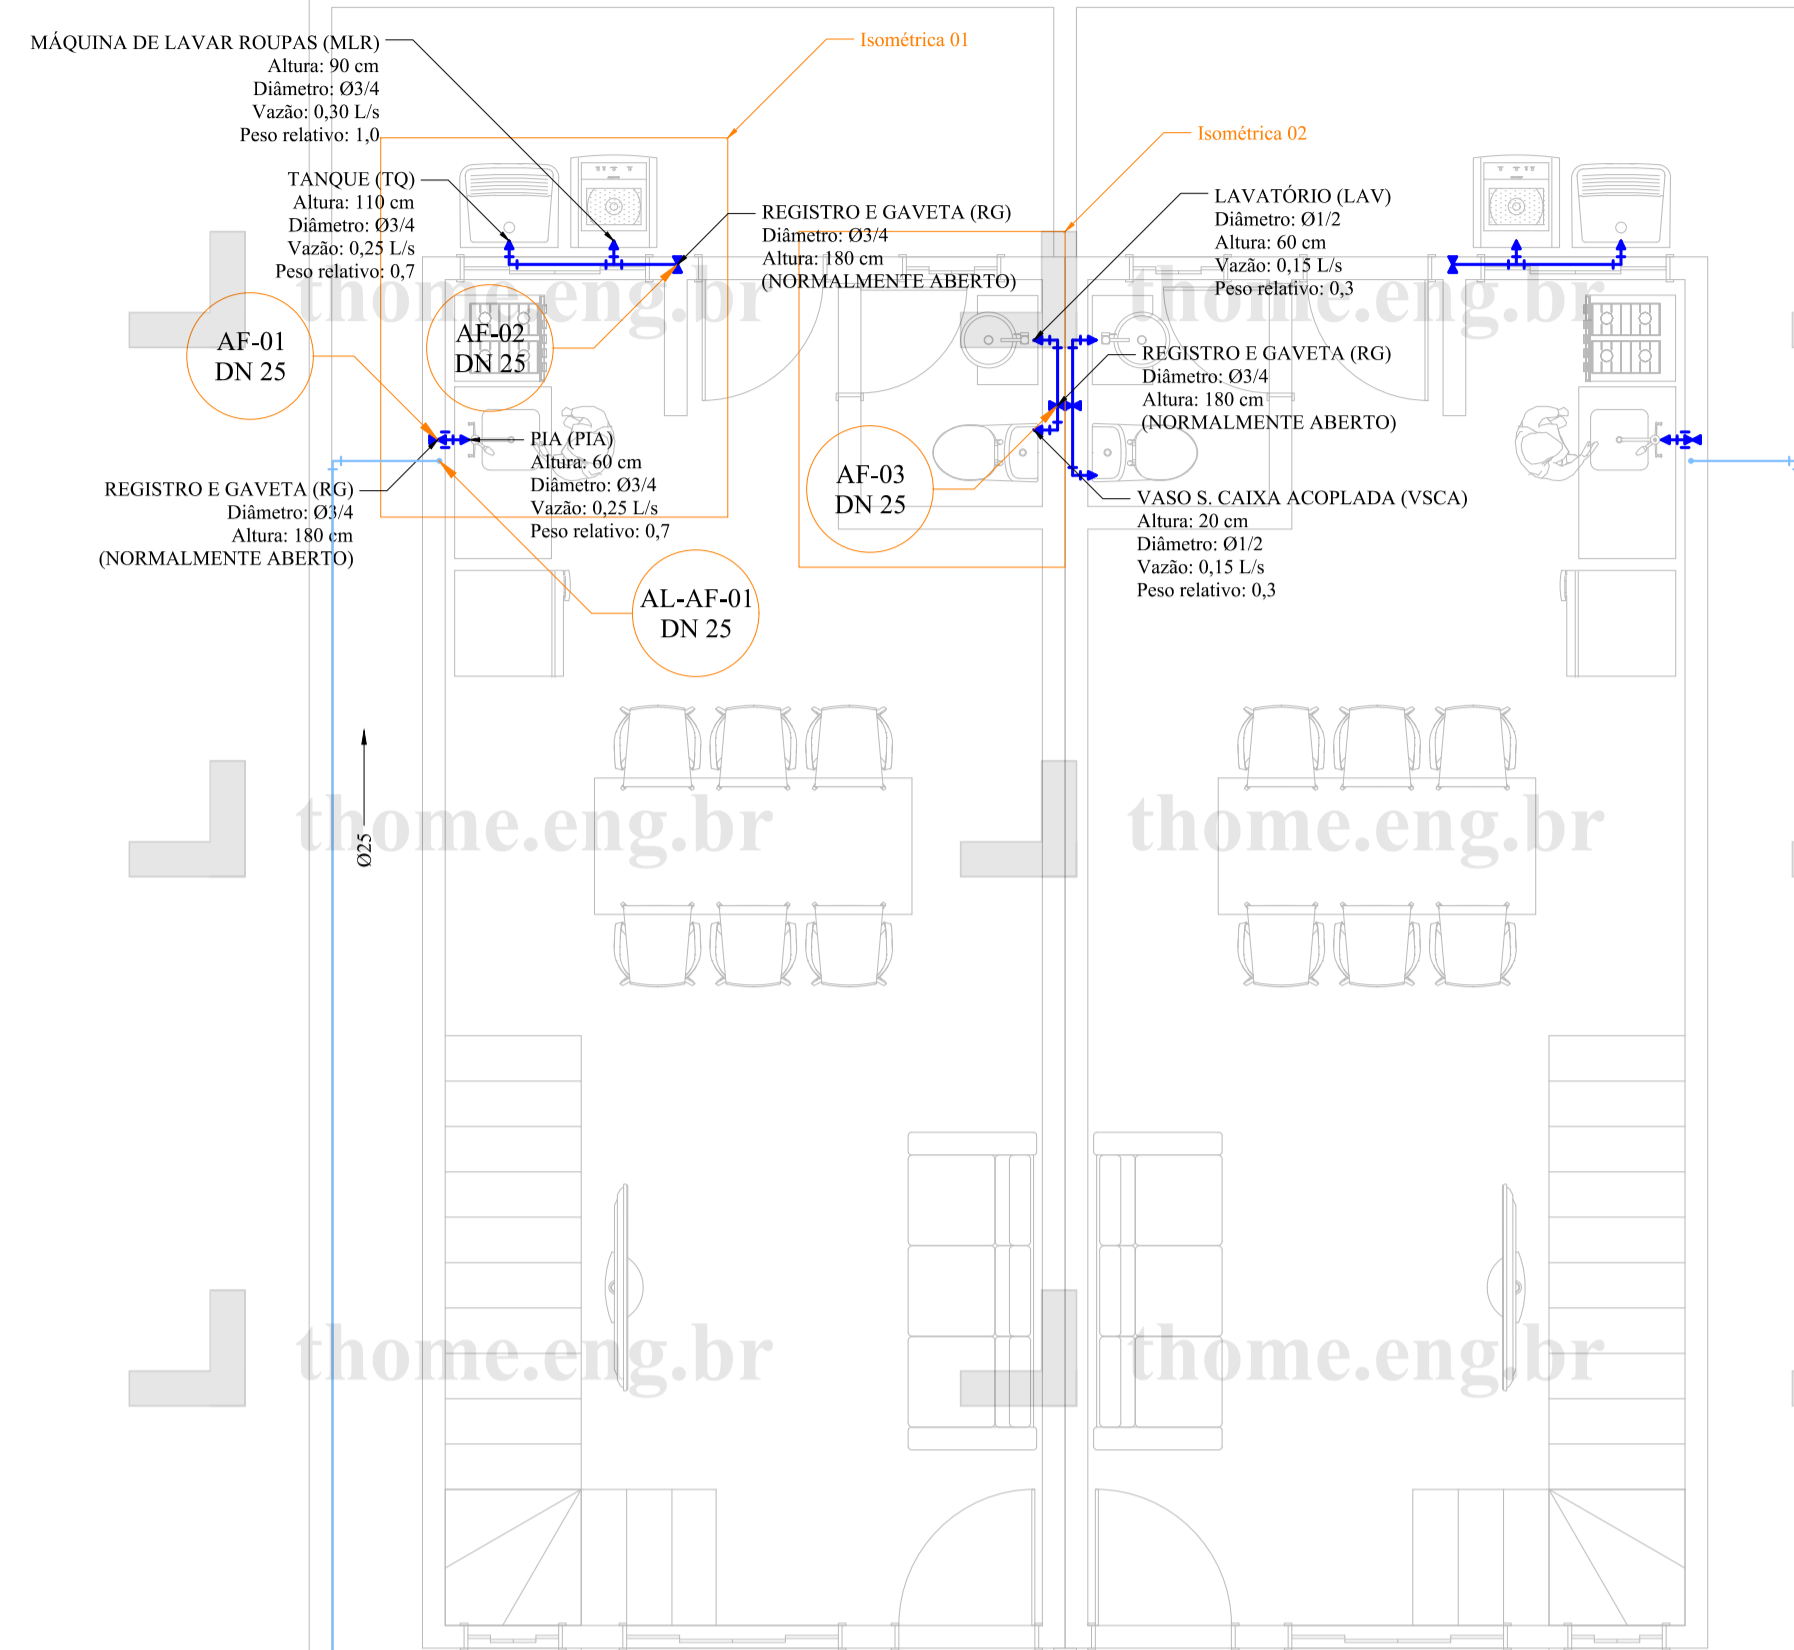 MÁQUINA DE LAVAR ROUPAS (MLR)
Altura: 90 cm
Diâmetro: Ø3/4
Vazão: 0,30 L/s
Peso relativo: 1,0
Isométrica 01
Isométrica 02
TANQUE (TQ)
Altura: 110 cm
Diâmetro: Ø3/4
Vazão: 0,25 L/s
Peso relativo: 0,7
REGISTRO E GAVETA (RG)
Diâmetro: Ø3/4
Altura: 180 cm
(NORMALMENTE ABERTO)
LAVATÓRIO (LAV)
Diâmetro: Ø1/2
Altura: 60 cm
Vazão: 0,15 L/s
Peso relativo: 0,3
thome.eng.br
thome.eng.br
AF-01
DN 25
AF-02
DN 25
REGISTRO E GAVETA (RG)
Diâmetro: Ø3/4
Altura: 180 cm
(NORMALMENTE ABERTO)
PIA (PIA)
Altura: 60 cm
Diâmetro: Ø3/4
Vazão: 0,25 L/s
Peso relativo: 0,7
AF-03
DN 25
REGISTRO E GAVETA (RG)
Diâmetro: Ø3/4
Altura: 180 cm
(NORMALMENTE ABERTO)
VASO S. CAIXA ACOPLADA (VSCA)
Altura: 20 cm
Diâmetro: Ø1/2
Vazão: 0,15 L/s
Peso relativo: 0,3
AL-AF-01
DN 25
Ø25
thome.eng.br
thome.eng.br
thome.eng.br
thome.eng.br